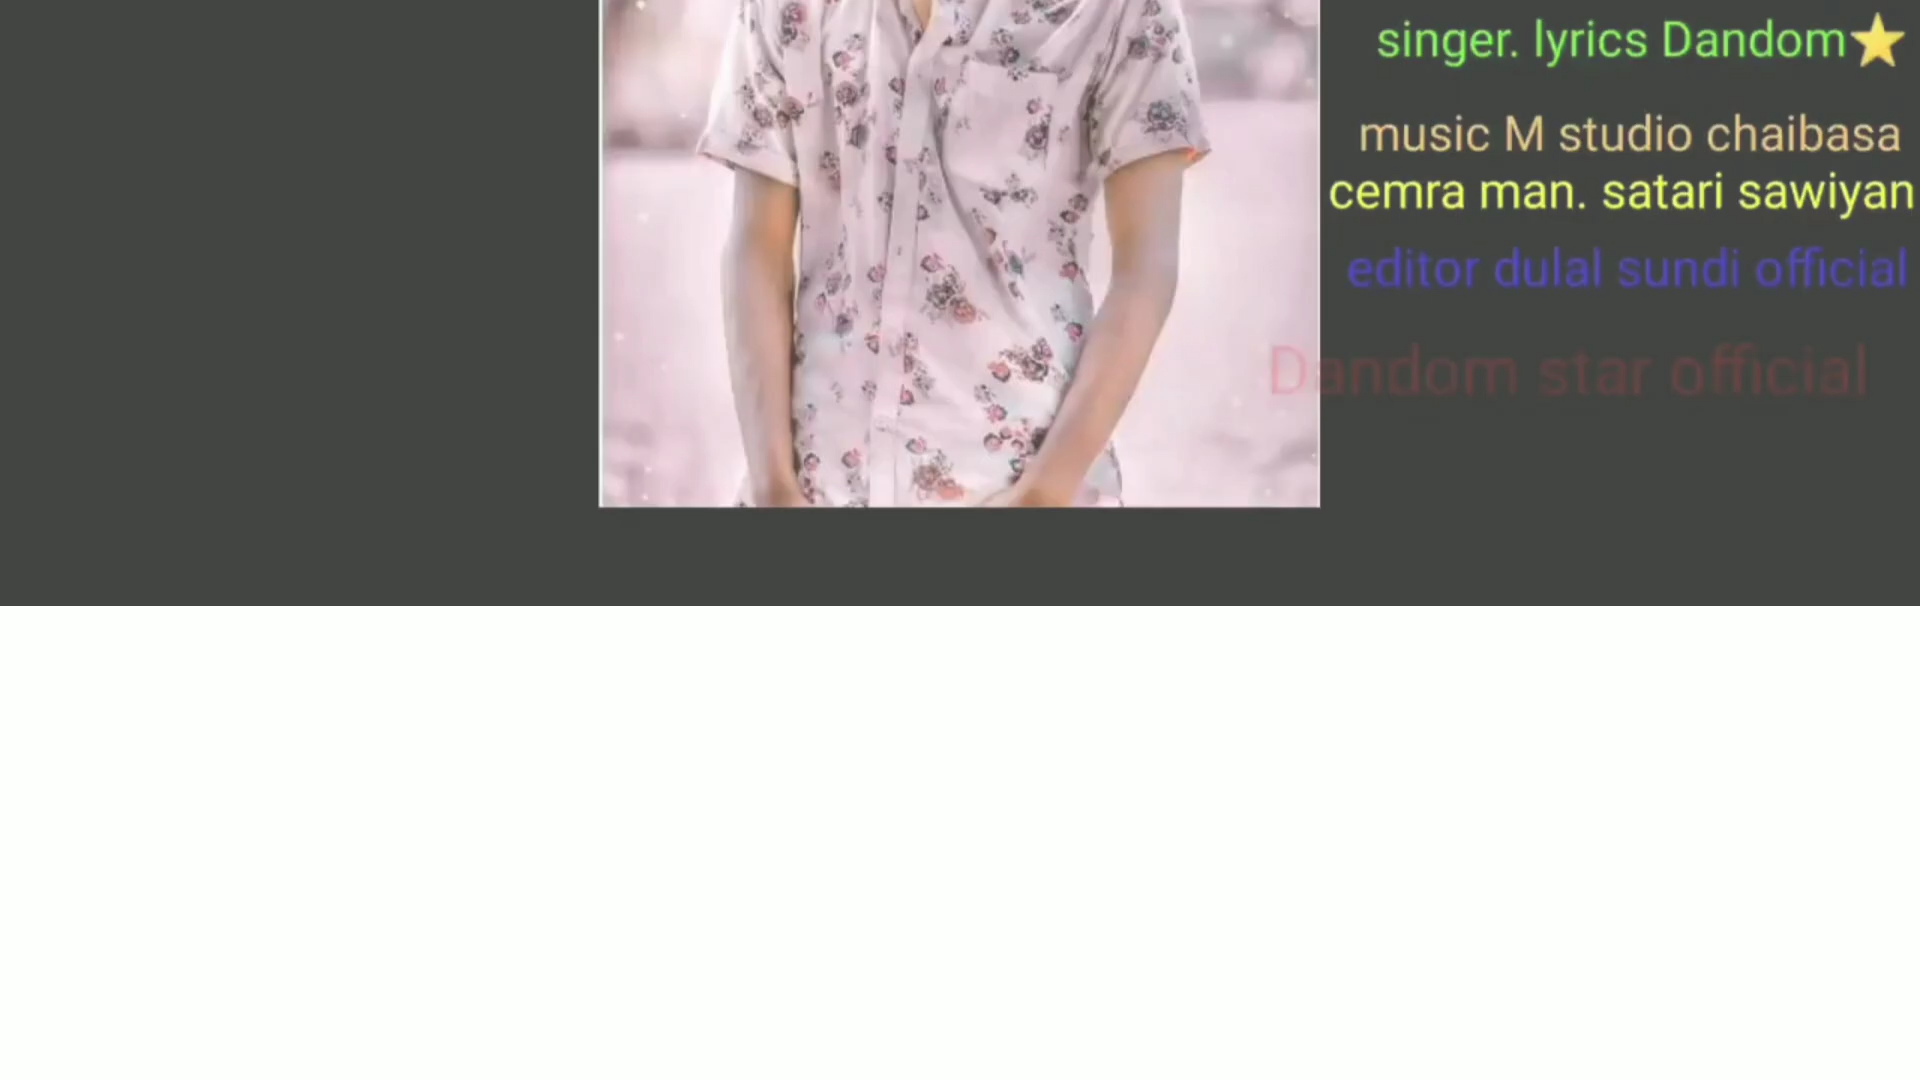 singer. lyrics Dandom⭐
music M studio chaibasa
cemra man. satari sawiyan
editor dulal sundi official
Dandom star official